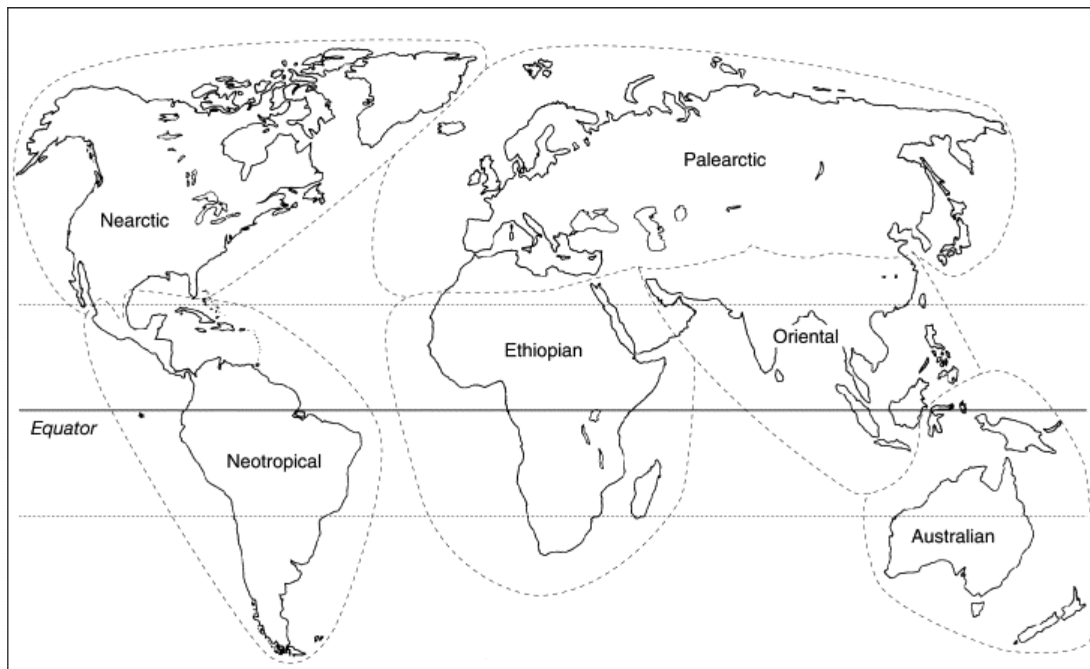 Palearctic
Nearctic
Oriental
Ethiopian
Equator
Neotropical
Australian